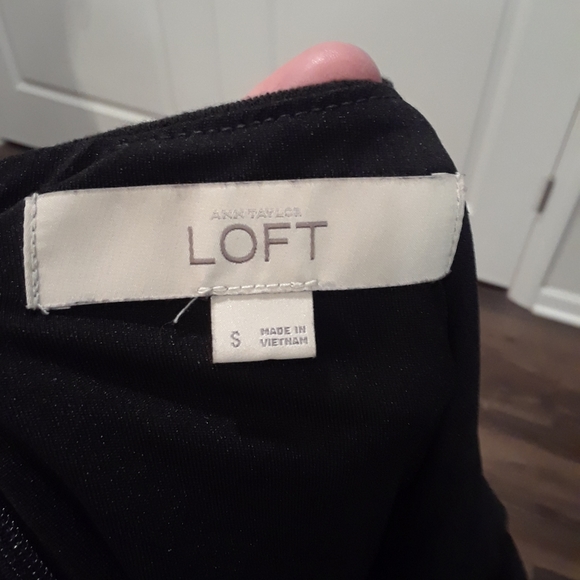 ANN TAYLOR
LOFT
S
MADE IN
VIETNAM